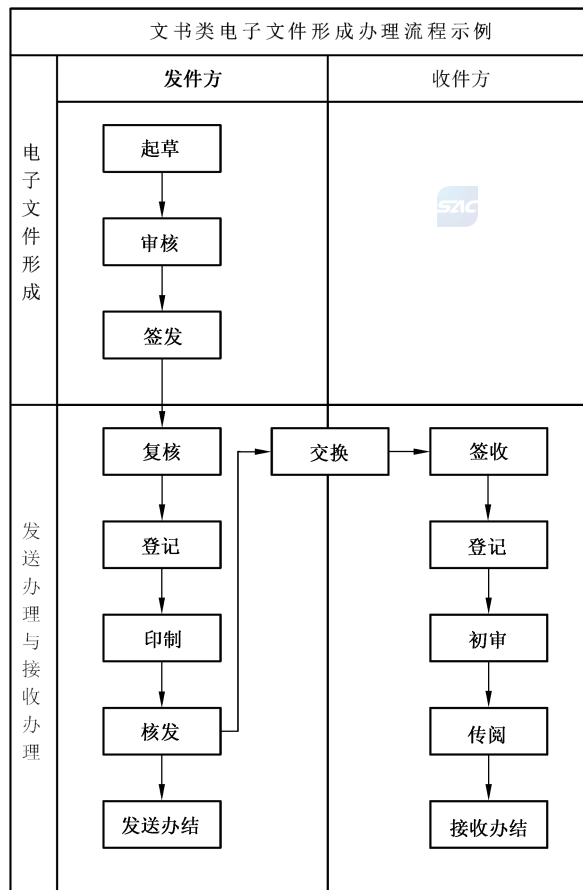 文书类电子文件形成办理流程示例
发件方
收件方
电子文件形成
起草
SAC
审核
签发
发送办理与接收办理
复核
交换
签收
登记
登记
印制
初审
核发
传阅
发送办结
接收办结